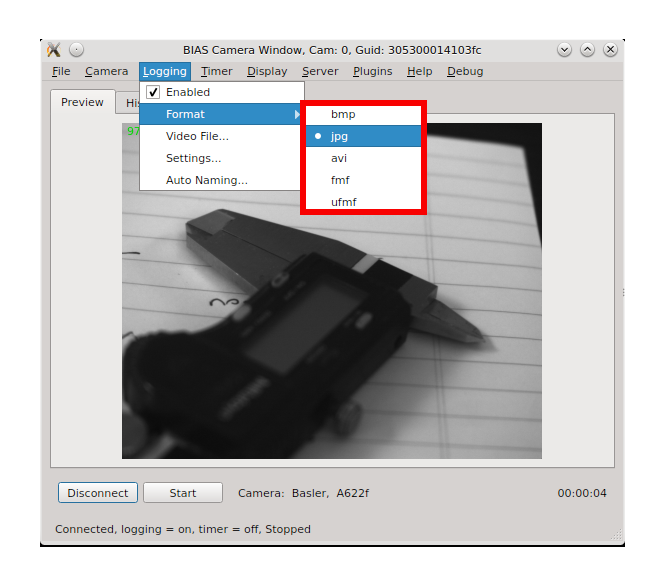 BIAS Camera Window, Cam: 0, Guid: 305300014103fc
File Camera Logging Timer Display Server Plugins Help Debug
Preview
Enabled
Format
Video File...
Settings...
Auto Naming...
bmp
jpg
avi
fmf
ufmf
Disconnect Start Camera: Basler, A622f 00:00:04
Connected, logging = on, timer = off, Stopped